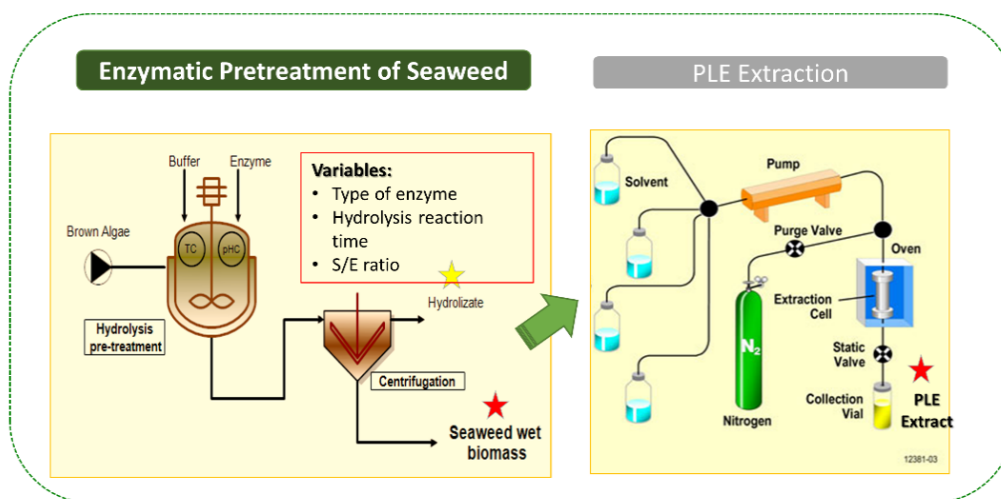 Enzymatic Pretreatment of Seaweed
PLE Extraction
Buffer
Enzyme
Brown Algae
TC
pHC
Hydrolysis
pre-treatment
Variables:
• Type of enzyme
• Hydrolysis reaction
time
• S/E ratio
Hydrolizate
Centrifugation
Seaweed wet
biomass
Solvent
Pump
Purge Valve
Oven
Extraction
Cell
N2
Static
Valve
Nitrogen
Collection
Vial
PLE
Extract
12381-03